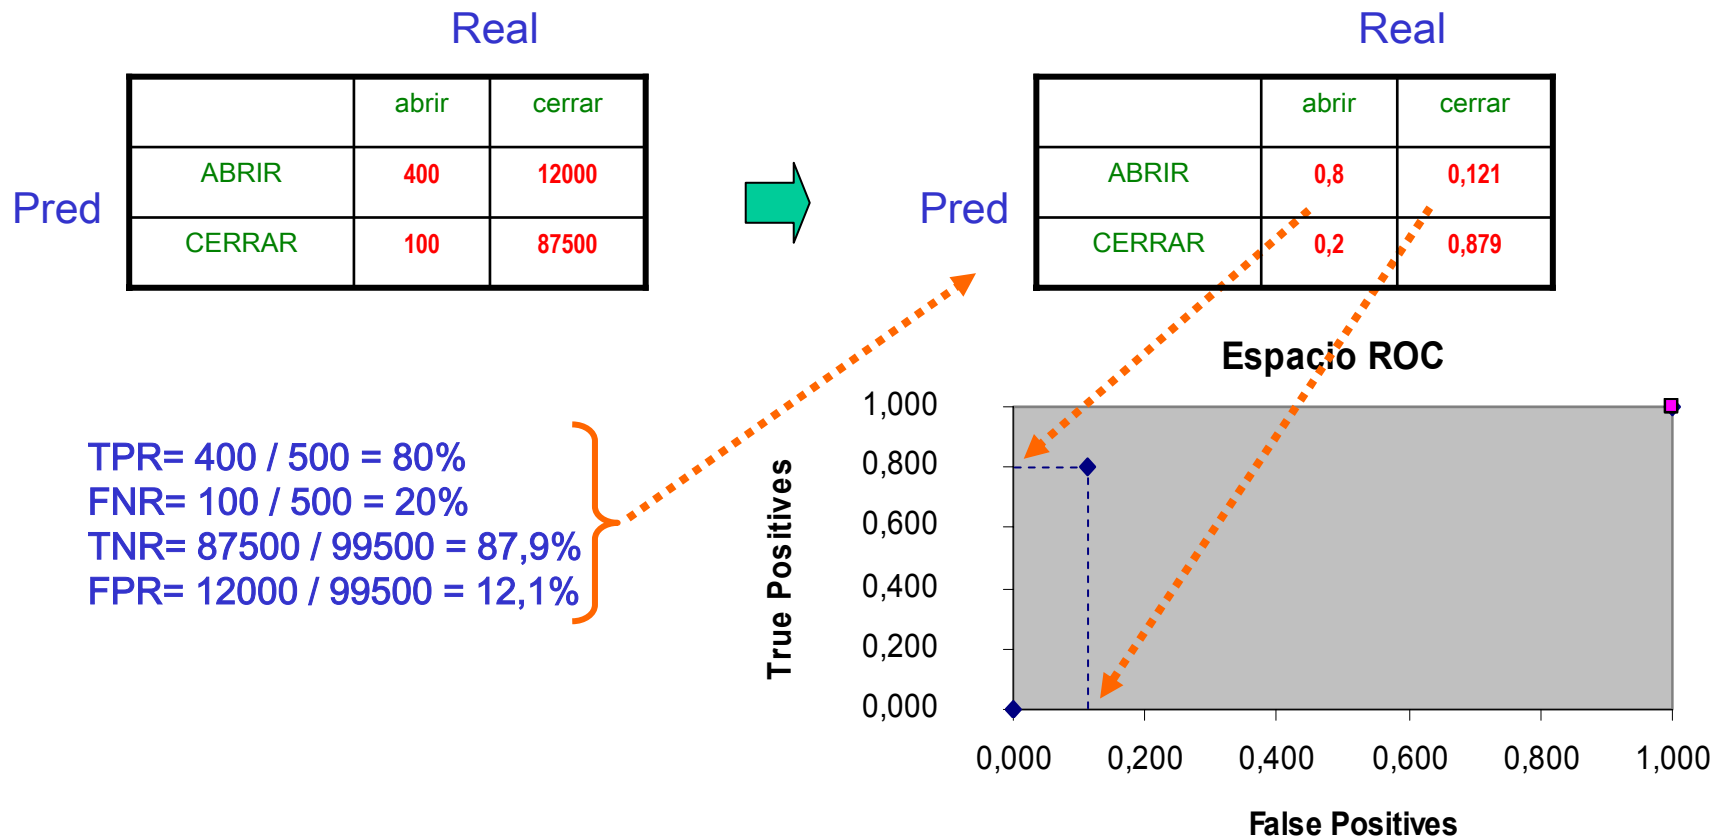 Real
abrir cerrar
ABRIR 400 12000
Pred
CERRAR 100 87500
Real
abrir cerrar
ABRIR 0,8 0,121
Pred
CERRAR 0,2 0,879
TPR= 400 / 500 = 80%
FNR= 100 / 500 = 20%
TNR= 87500 / 99500 = 87,9%
FPR= 12000 / 99500 = 12,1%
Espacio ROC
1,000
0,800
0,600
0,400
0,200
0,000
True Positives
0,000 0,200 0,400 0,600 0,800 1,000
False Positives